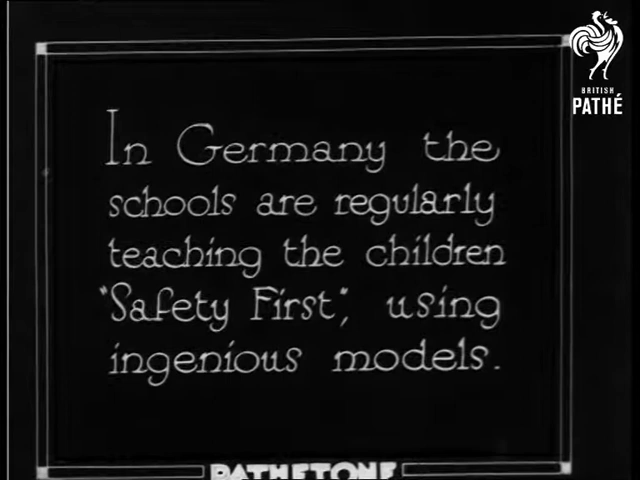 BRITISH
PATHÉ
In Germany the
schools are regularly
teaching the children
"Safety First", using
ingenious models.
PATHETONE